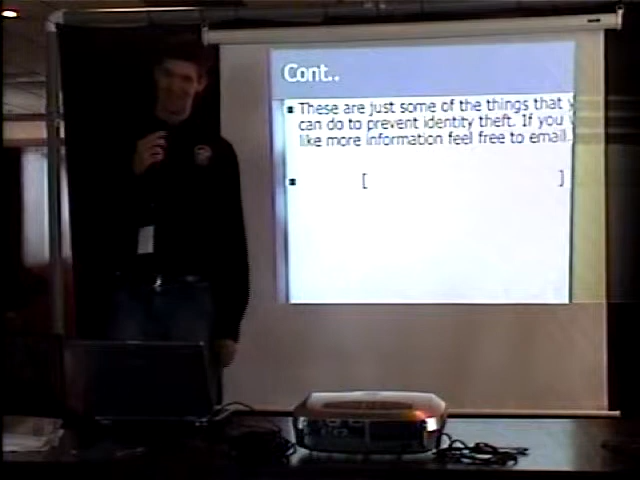 Cont..
▪ These are just some of the things that
can do to prevent identity theft. If you
like more information feel free to email
▪ [ ]